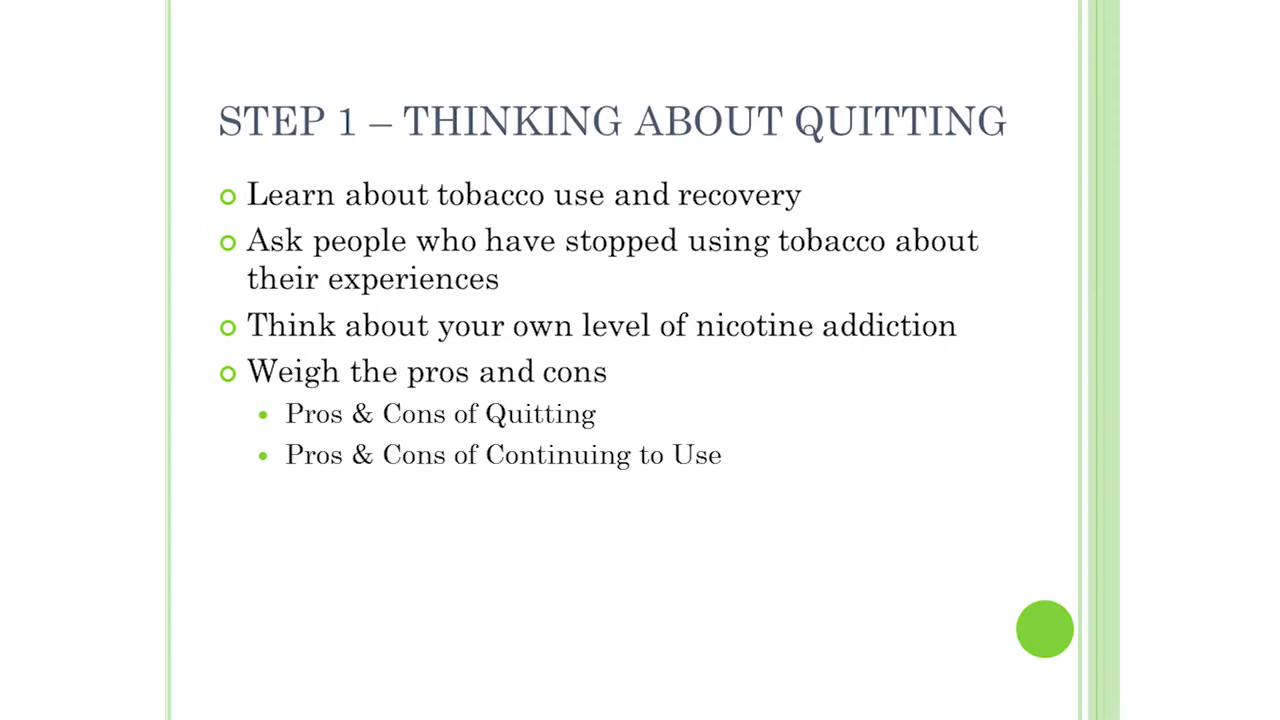 STEP 1 – THINKING ABOUT QUITTING
Learn about tobacco use and recovery
Ask people who have stopped using tobacco about
their experiences
Think about your own level of nicotine addiction
Weigh the pros and cons
Pros & Cons of Quitting
Pros & Cons of Continuing to Use